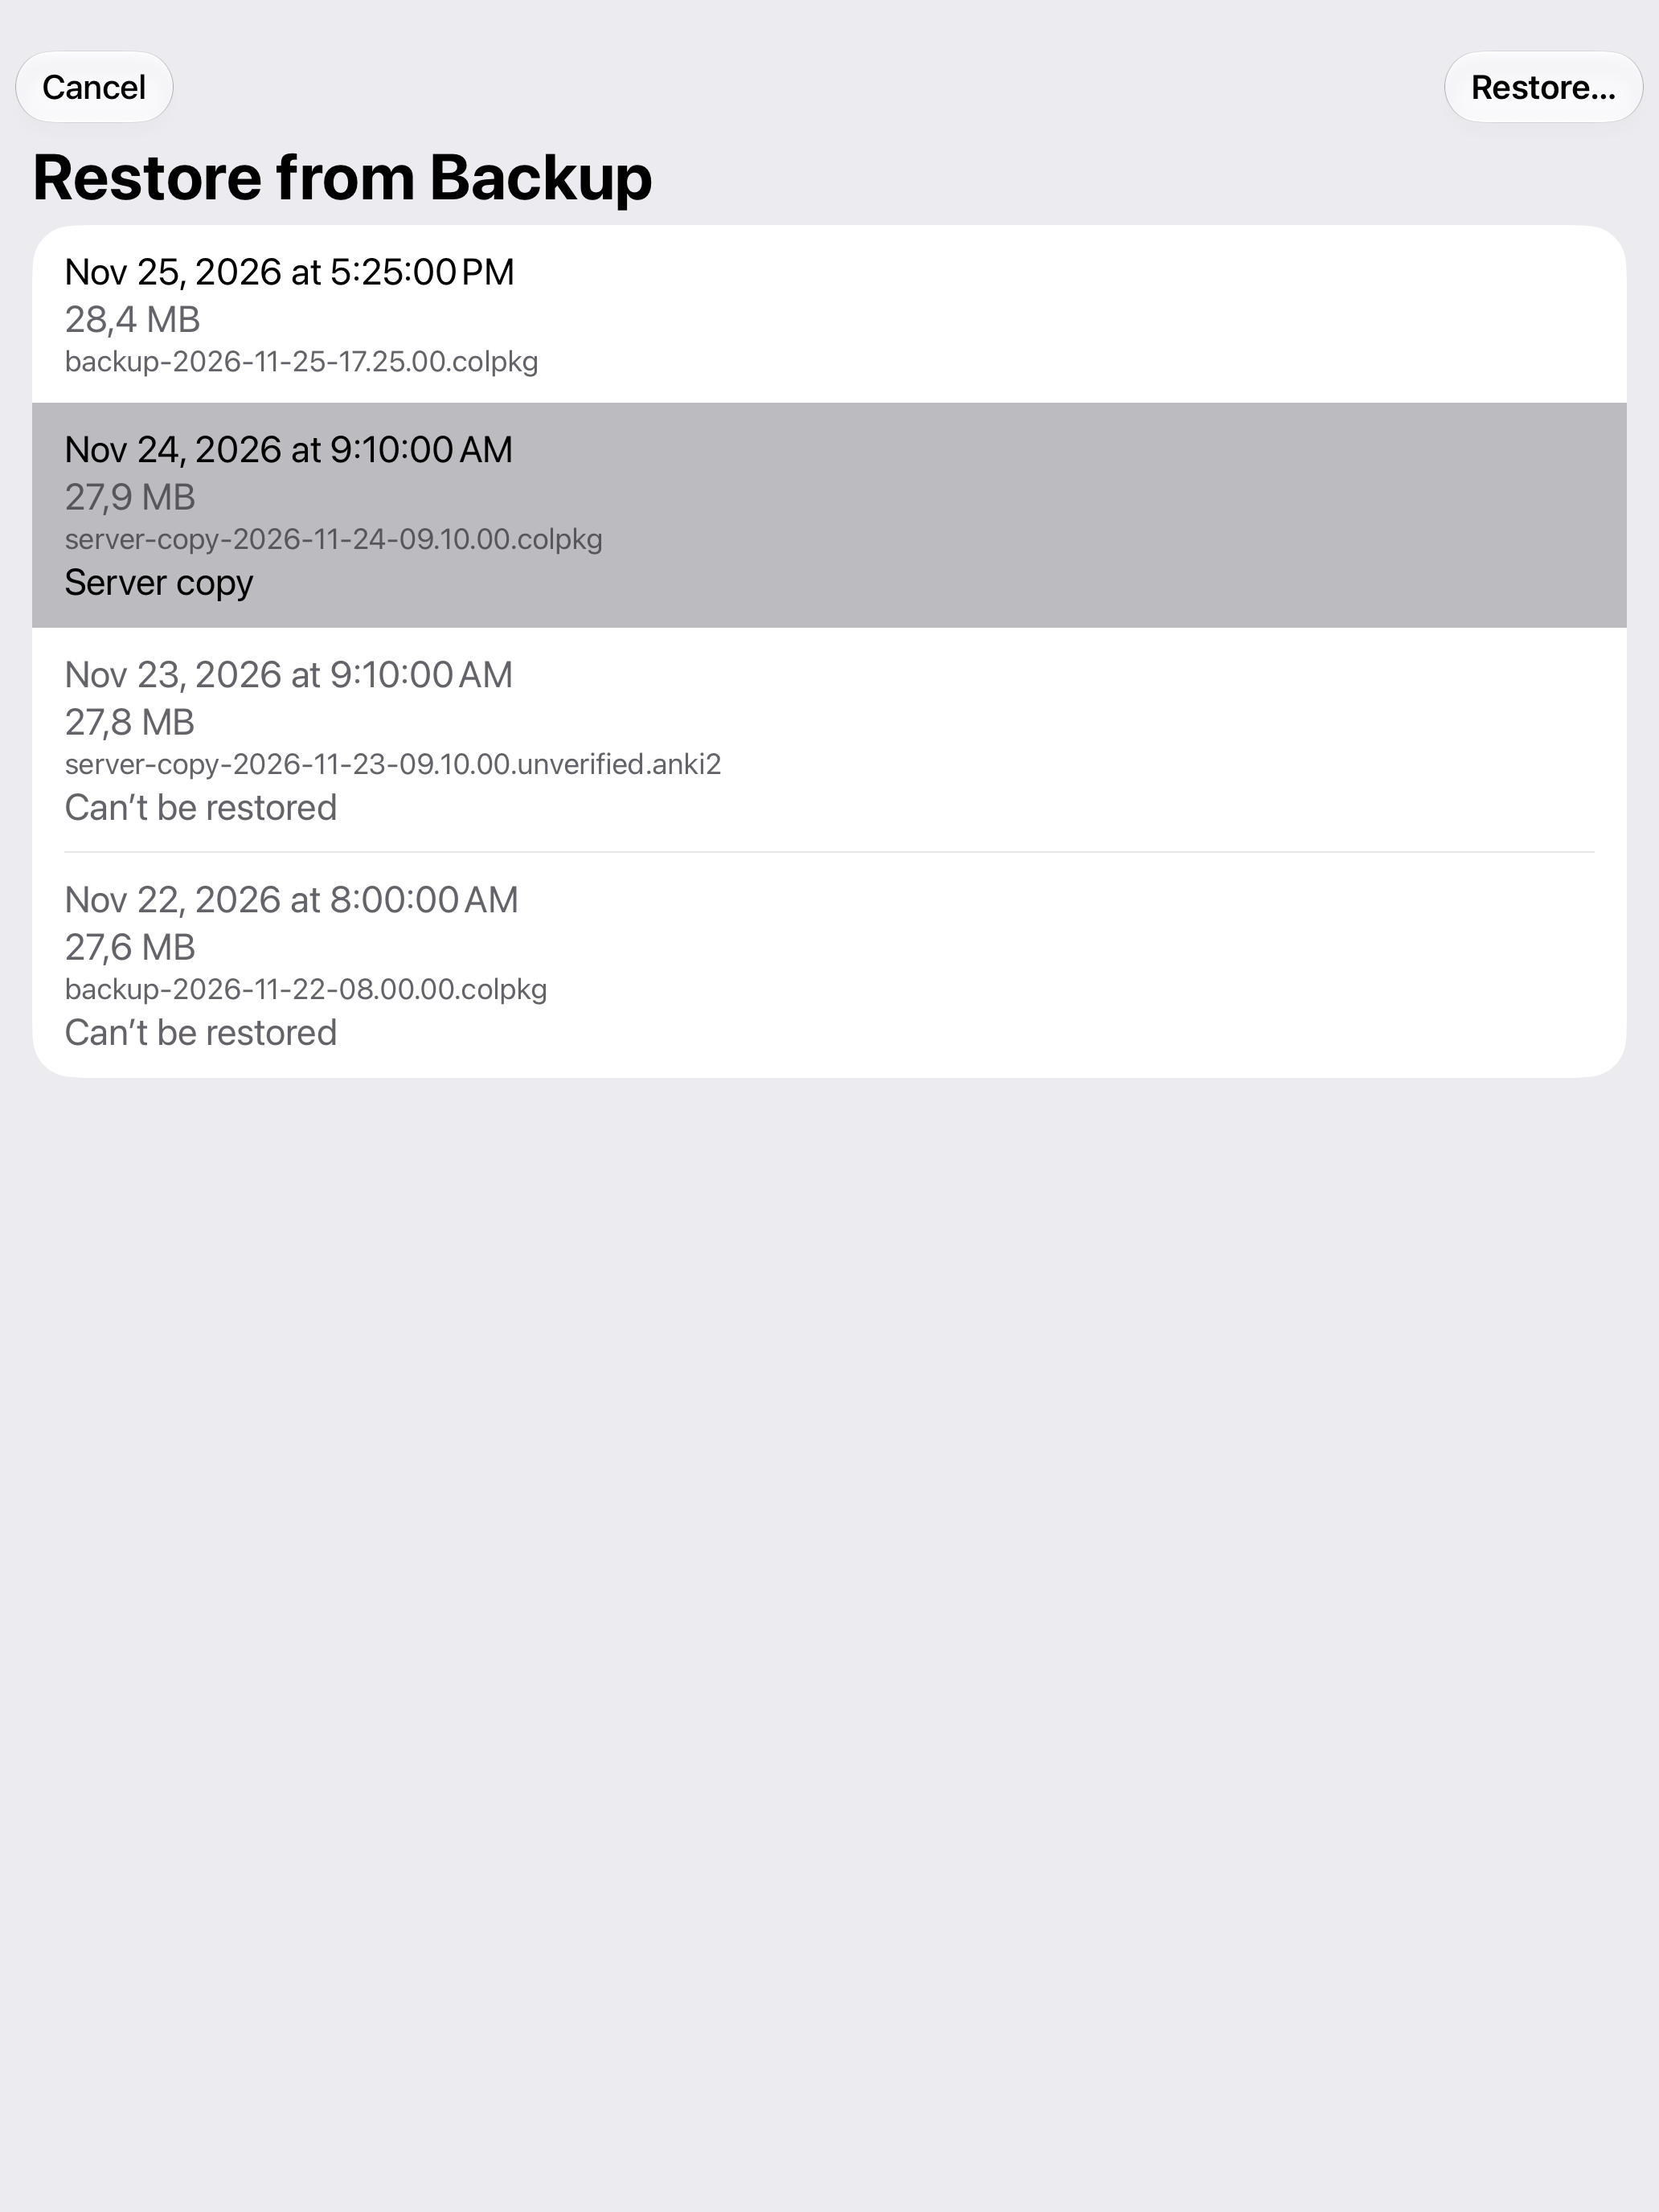 Cancel
Restore...
Restore from Backup
Nov 25, 2026 at 5:25:00 PM
28,4 MB
backup-2026-11-25-17.25.00.colpkg
Nov 24, 2026 at 9:10:00 AM
27,9 MB
server-copy-2026-11-24-09.10.00.colpkg
Server copy
Nov 23, 2026 at 9:10:00 AM
27,8 MB
server-copy-2026-11-23-09.10.00.unverified.anki2
Can’t be restored
Nov 22, 2026 at 8:00:00 AM
27,6 MB
backup-2026-11-22-08.00.00.colpkg
Can’t be restored